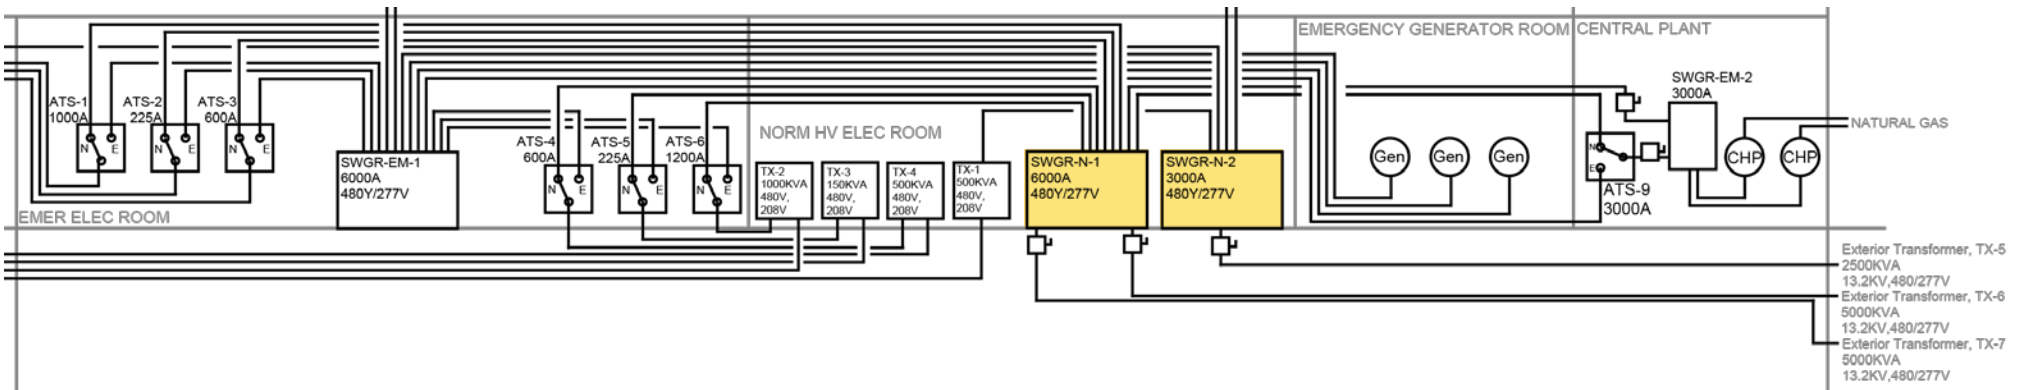 EMERGENCY GENERATOR ROOM
CENTRAL PLANT
SWGR-EM-2
3000A
ATS-1
1000A
N
E
ATS-2
225A
N
E
ATS-3
600A
N
E
SWGR-EM-1
6000A
480Y/277V
EMER ELEC ROOM
ATS-4
600A
N
E
ATS-5
225A
N
E
ATS-6
1200A
N
E
NORM HV ELEC ROOM
TX-2
1000KVA
480V,
208V
TX-3
150KVA
480V,
208V
TX-4
500KVA
480V,
208V
TX-1
500KVA
480V,
208V
SWGR-N-1
6000A
480Y/277V
SWGR-N-2
3000A
480Y/277V
Gen
Gen
Gen
N
E
ATS-9
3000A
CHP
CHP
NATURAL GAS
Exterior Transformer, TX-5
2500KVA
13.2KV,480/277V
Exterior Transformer, TX-6
5000KVA
13.2KV,480/277V
Exterior Transformer, TX-7
5000KVA
13.2KV,480/277V